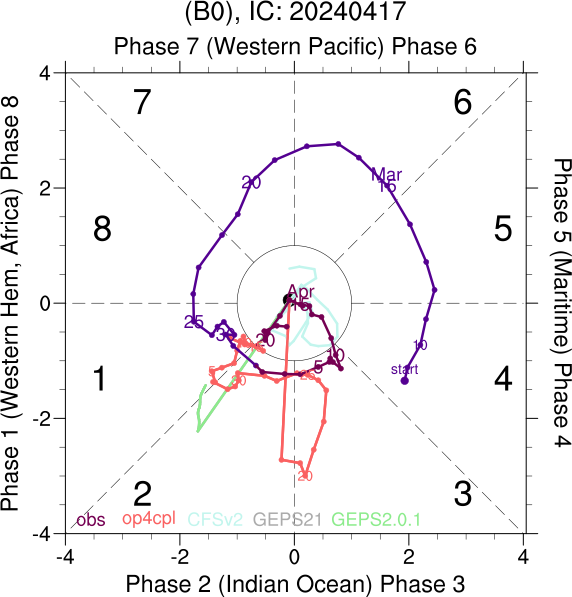 (B0), IC: 20240417
Phase 7 (Western Pacific) Phase 6
Phase 1 (Western Hem, Africa) Phase 8
Phase 5 (Maritime) Phase 4
4
2
0
-2
-4
7
6
8
5
1
4
2
3
Mar
15
20
25
10
start
Apr
15
20
5
10
20
obs
op4cpl
CFSv2
GEPS21
GEPS2.0.1
-4
-2
0
2
4
Phase 2 (Indian Ocean) Phase 3